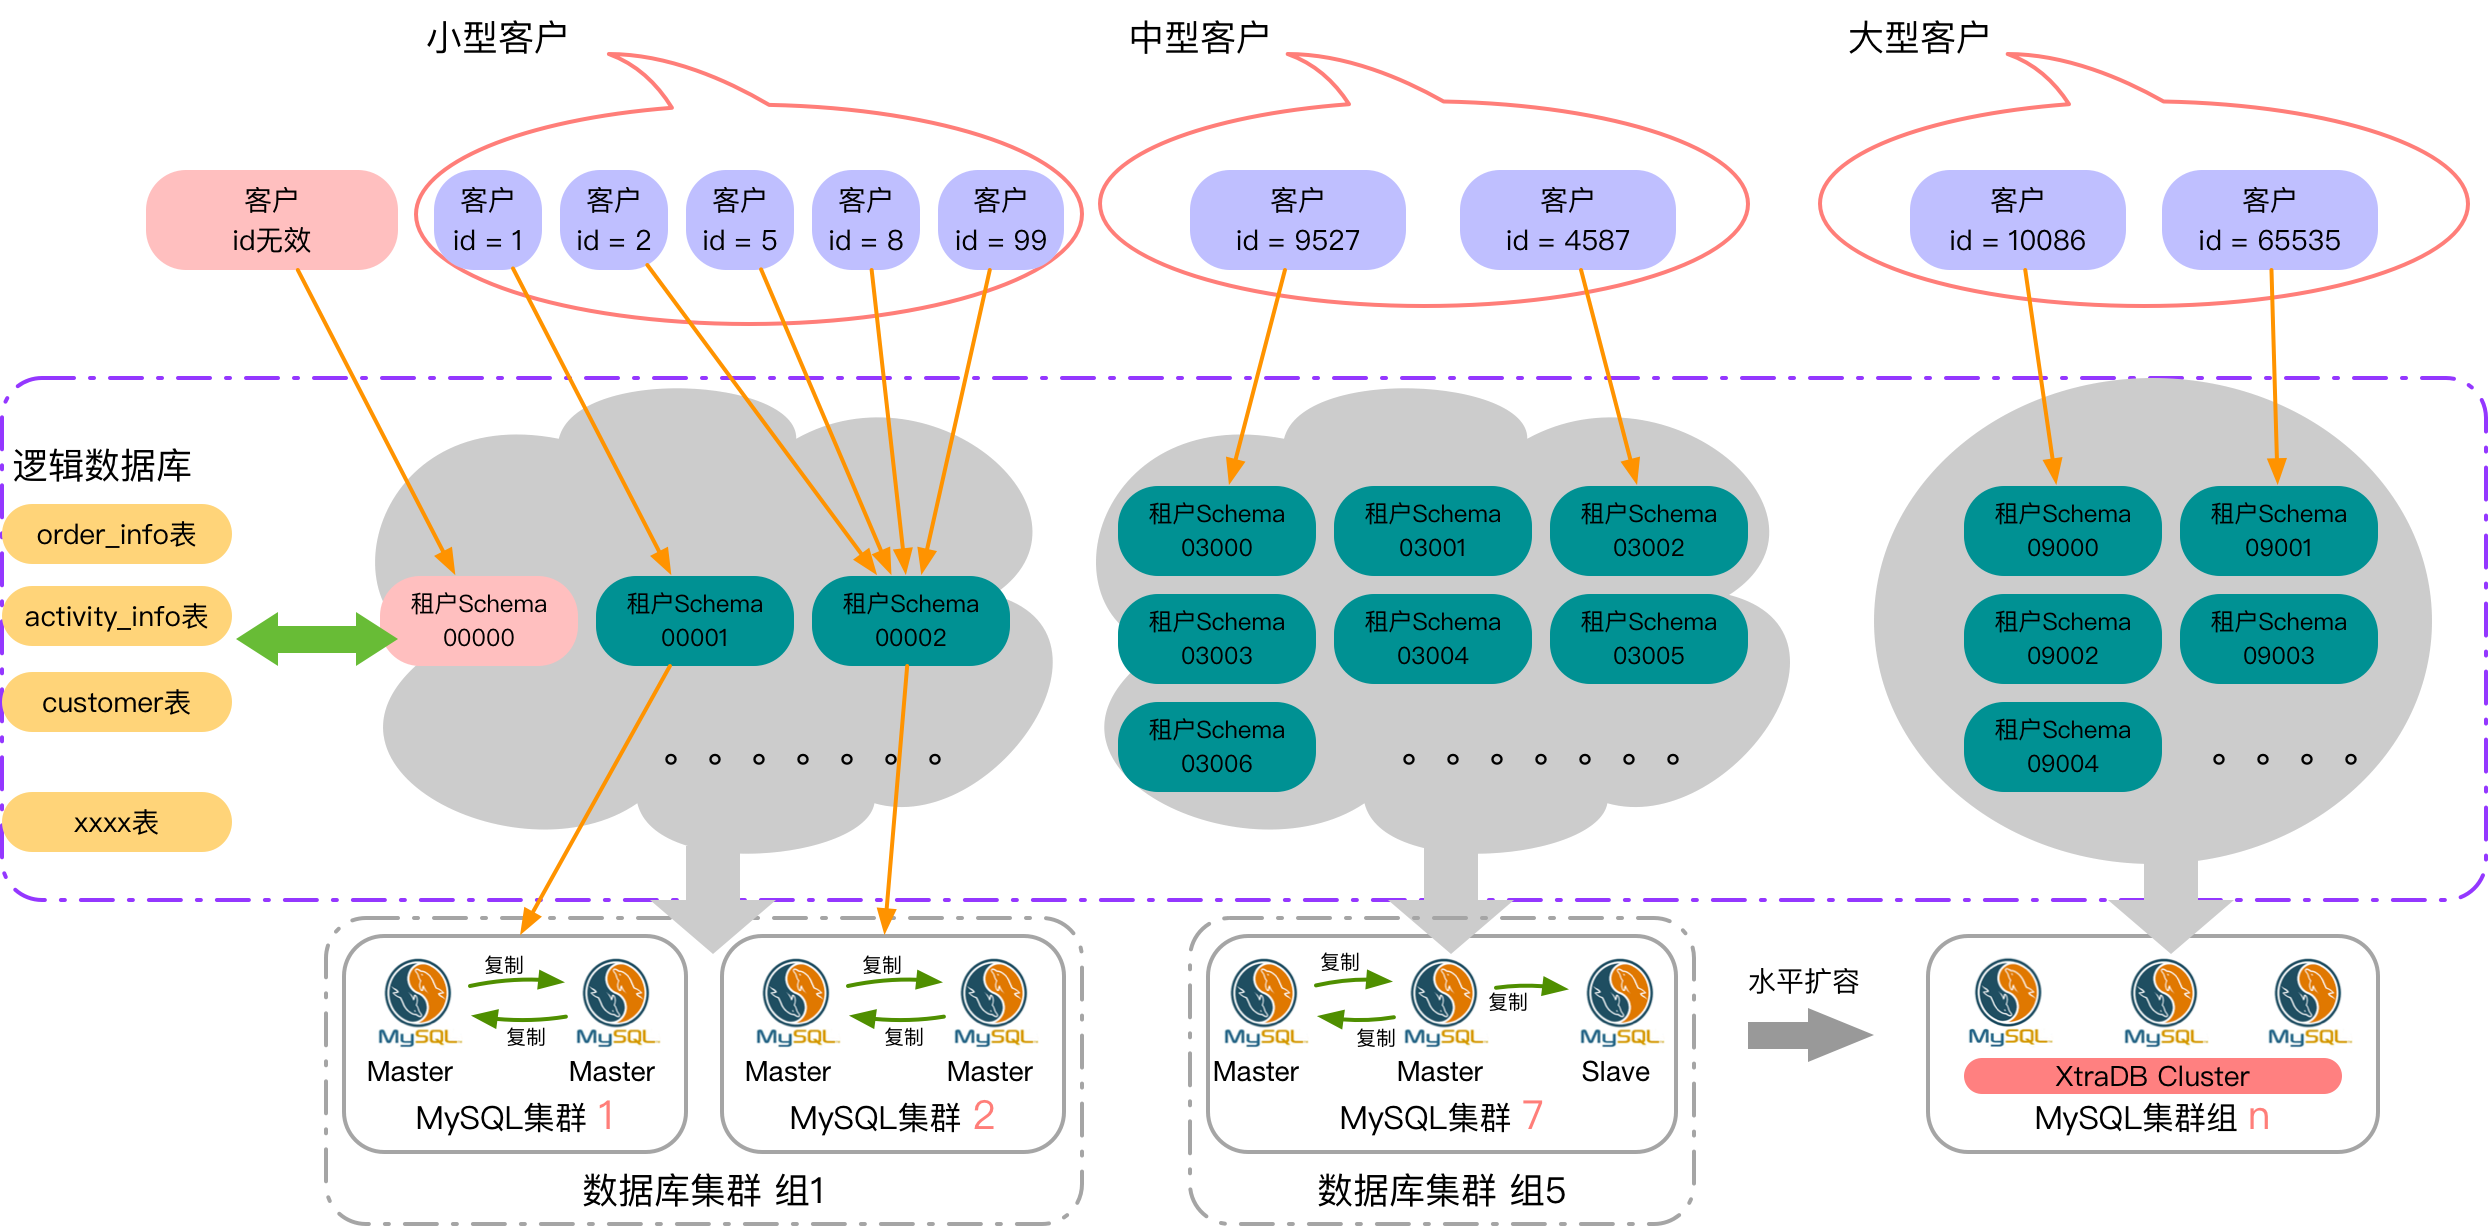 小型客户
中型客户
大型客户
客户
id无效
客户
id = 1
客户
id = 2
客户
id = 5
客户
id = 8
客户
id = 99
客户
id = 9527
客户
id = 4587
客户
id = 10086
客户
id = 65535
逻辑数据库
order_info表
activity_info表
customer表
xxxx表
租户Schema
00000
租户Schema
00001
租户Schema
00002
租户Schema
03000
租户Schema
03001
租户Schema
03002
租户Schema
03003
租户Schema
03004
租户Schema
03005
租户Schema
03006
租户Schema
09000
租户Schema
09001
租户Schema
09002
租户Schema
09003
租户Schema
09004
复制
复制
MySQL
MySQL
Master
Master
MySQL集群 1
复制
复制
MySQL
MySQL
Master
Master
MySQL集群 2
数据库集群 组1
复制
复制
复制
MySQL
MySQL
MySQL
Master
Master
Slave
MySQL集群 7
数据库集群 组5
水平扩容
MySQL
MySQL
MySQL
XtraDB Cluster
MySQL集群组 n